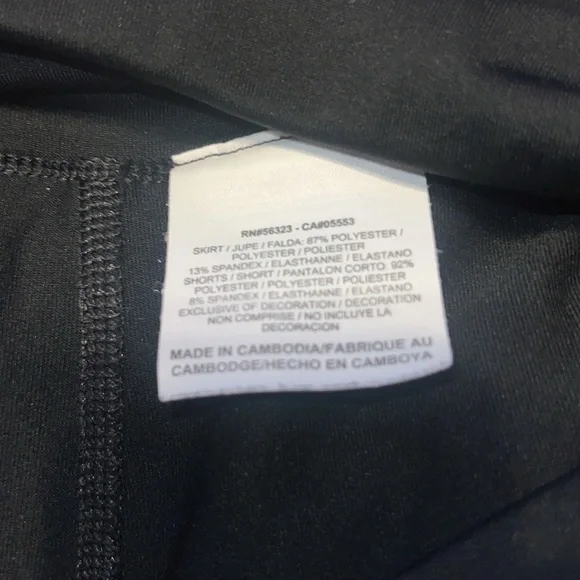 RN#56323 - CA#05553
SKIRT / JUPE / FALDA: 87% POLYESTER /
POLYESTER / POLIESTER
13% SPANDEX / ELASTHANNE / ELASTANO
SHORTS / SHORT / PANTALON CORTO: 92%
POLYESTER / POLYESTER / POLIESTER
8% SPANDEX / ELASTHANNE / ELASTANO
EXCLUSIVE OF DECORATION / DECORATION
NON COMPRISE / NO INCLUYE LA
DECORACION
MADE IN CAMBODIA/FABRIQUE AU
CAMBODGE/HECHO EN CAMBOYA